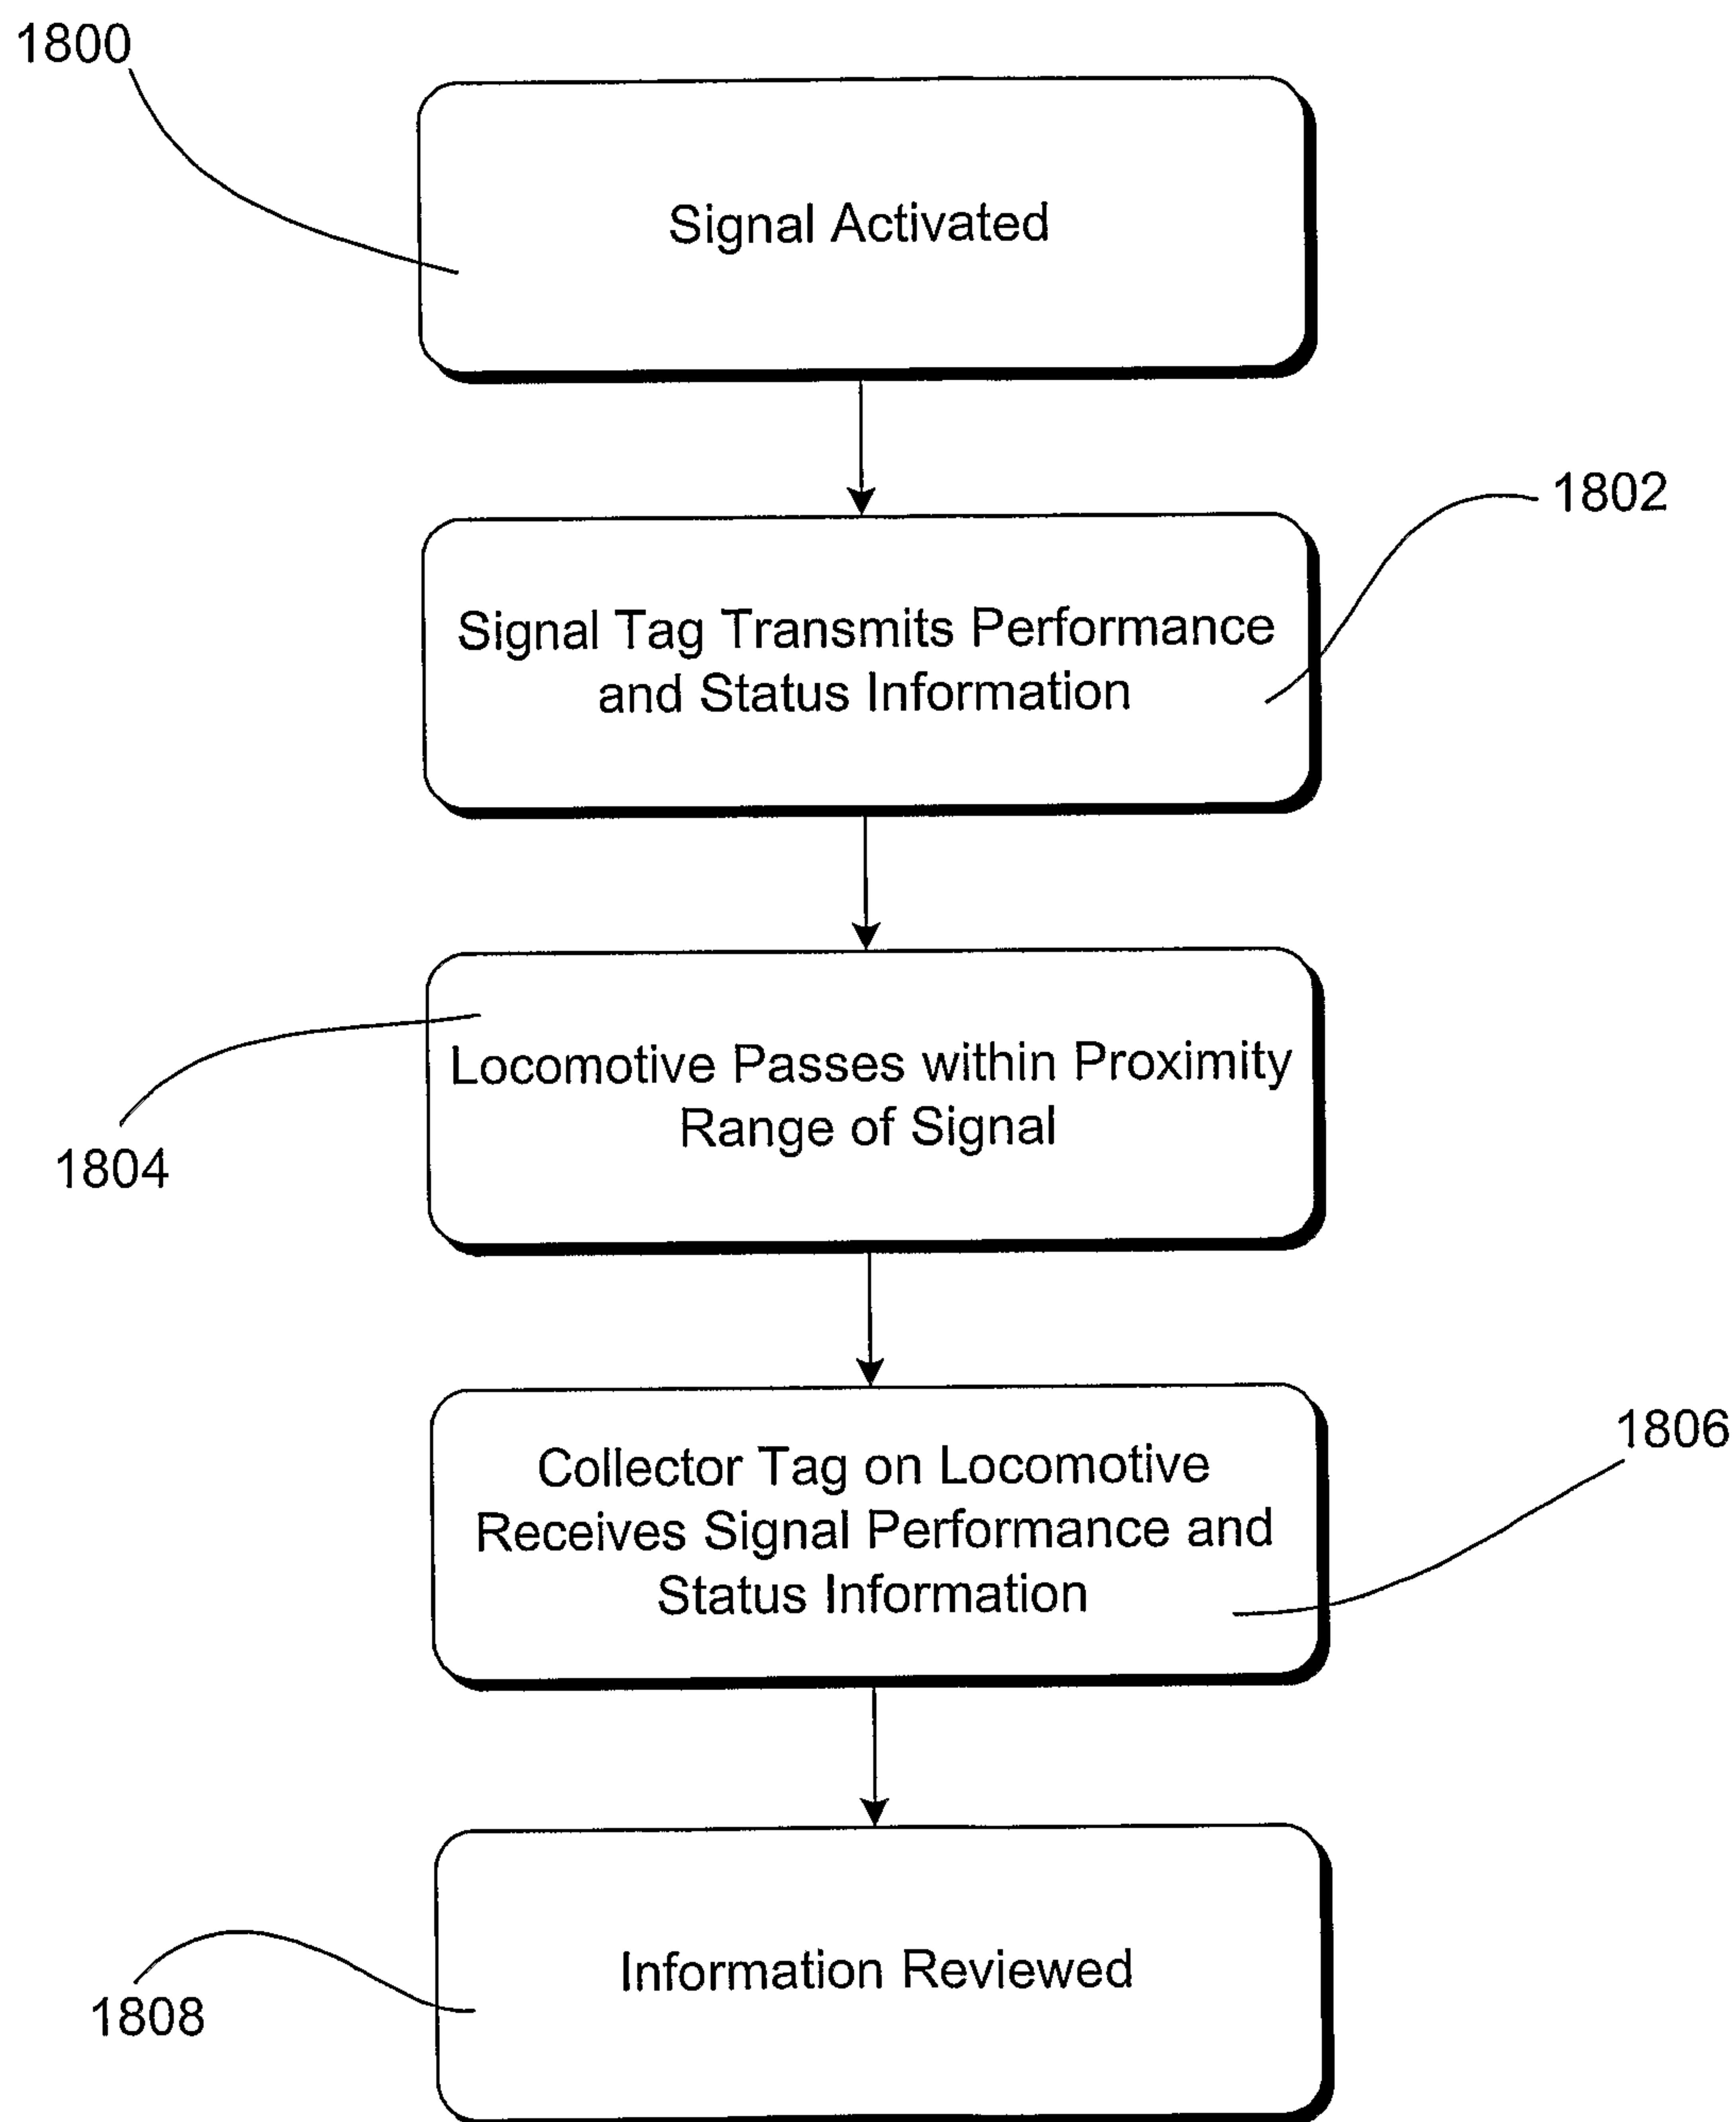 1800
Signal Activated
1802
Signal Tag Transmits Performance
and Status Information
Locomotive Passes within Proximity
Range of Signal
1804
1806
Collector Tag on Locomotive
Receives Signal Performance and
Status Information
Information Reviewed
1808